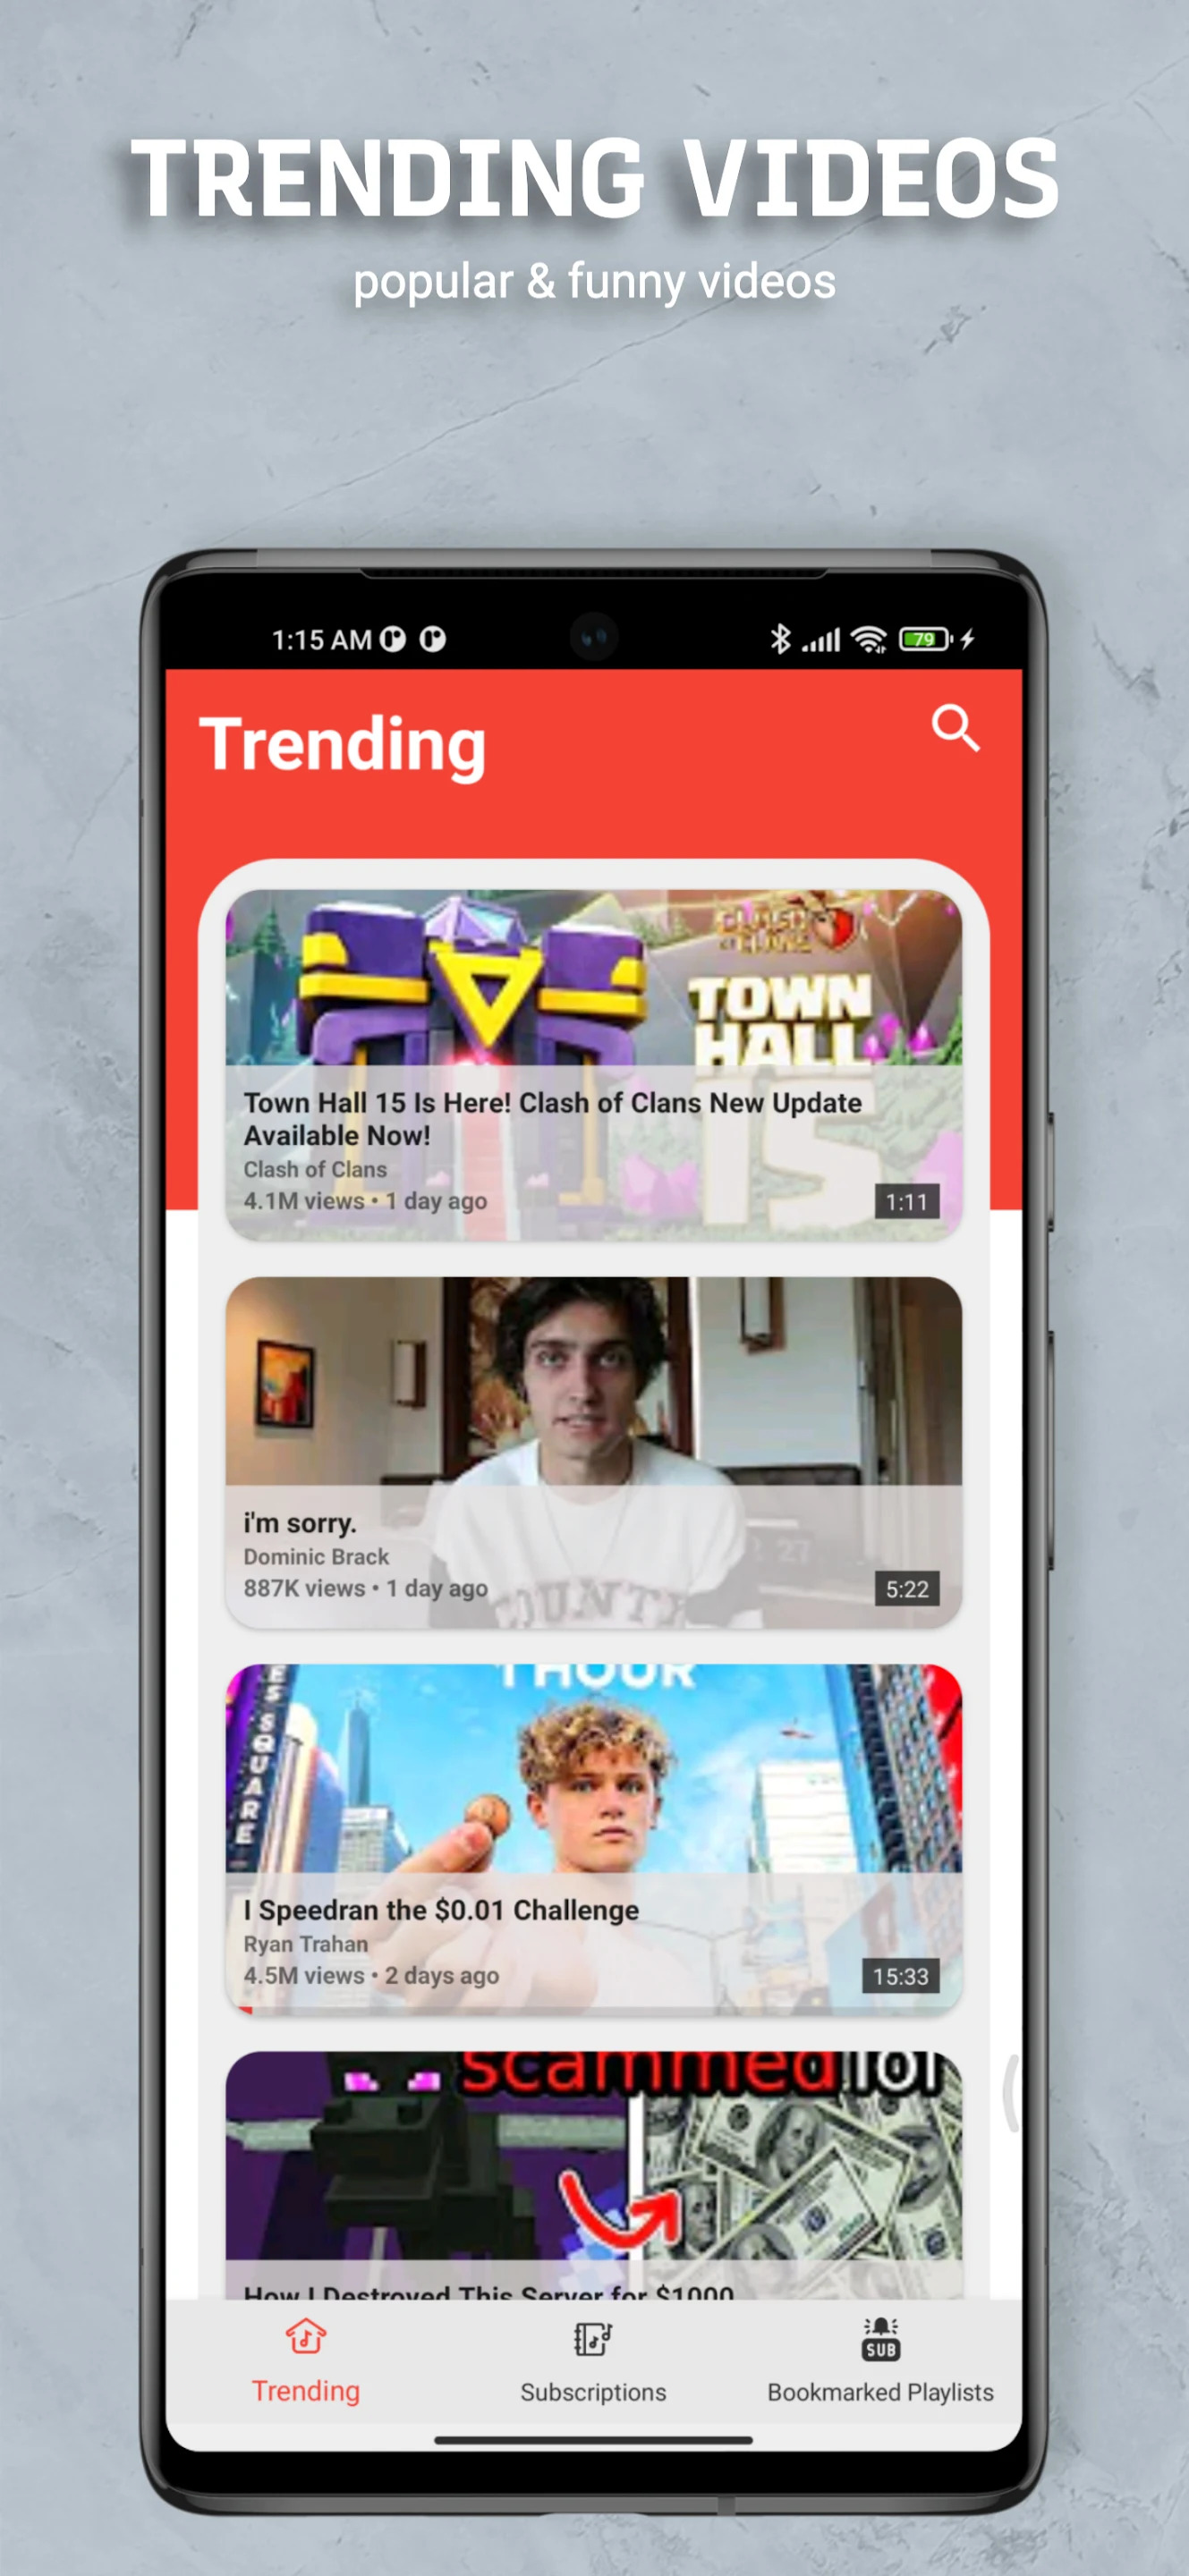 TRENDING VIDEOS
popular & funny videos
1:15 AM
79
Trending
CLASH
OF CLANS
TOWN
HALL
15
Town Hall 15 Is Here! Clash of Clans New Update
Available Now!
Clash of Clans
4.1M views • 1 day ago
1:11
i'm sorry.
Dominic Brack
887K views • 1 day ago
5:22
1 HOUR
SQUARE
I Speedran the $0.01 Challenge
Ryan Trahan
4.5M views • 2 days ago
15:33
scammed lol
How I Destroyed This Server for $1000
Trending
SUB
Subscriptions
Bookmarked Playlists